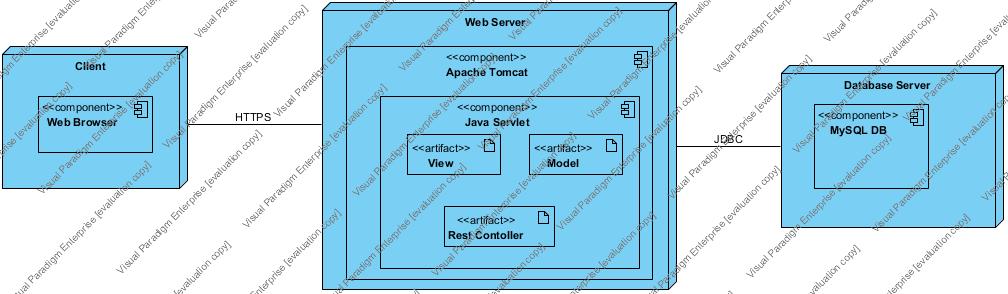 Client
<<component>>
Web Browser
HTTPS
Web Server
<<component>>
Apache Tomcat
<<component>>
Java Servlet
<<artifact>>
View
<<artifact>>
Model
<<artifact>>
Rest Contoller
JDBC
Database Server
<<component>>
MySQL DB
Visual Paradigm Enterprise [evaluation copy]